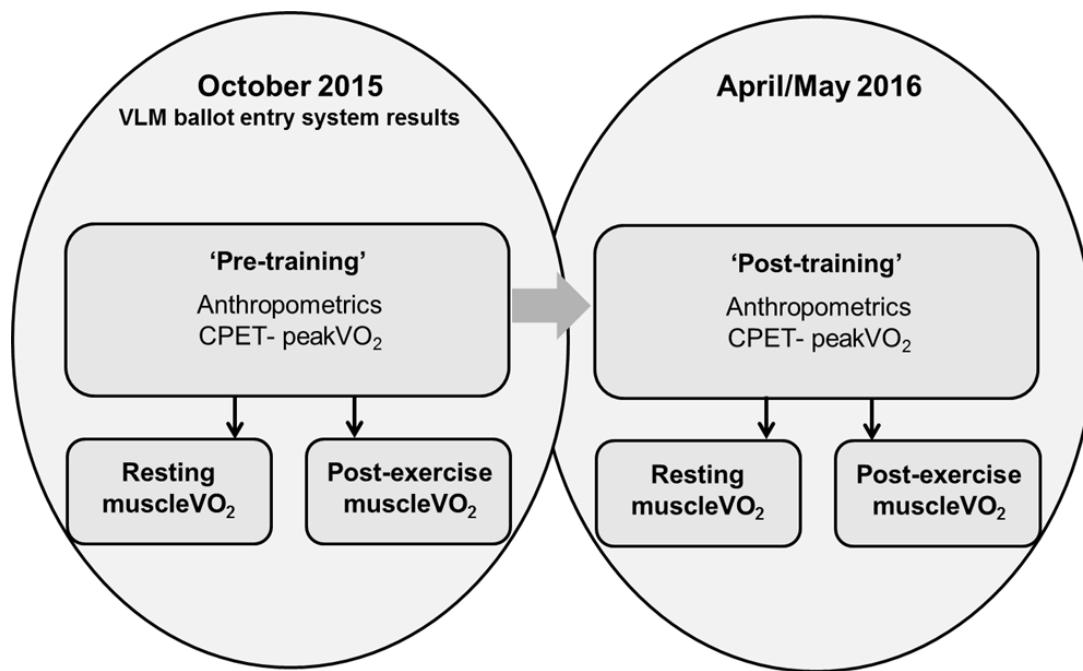 October 2015
VLM ballot entry system results
‘Pre-training’
Anthropometrics
CPET- peakVO₂
Resting
muscleVO₂
Post-exercise
muscleVO₂
April/May 2016
‘Post-training’
Anthropometrics
CPET- peakVO₂
Resting
muscleVO₂
Post-exercise
muscleVO₂